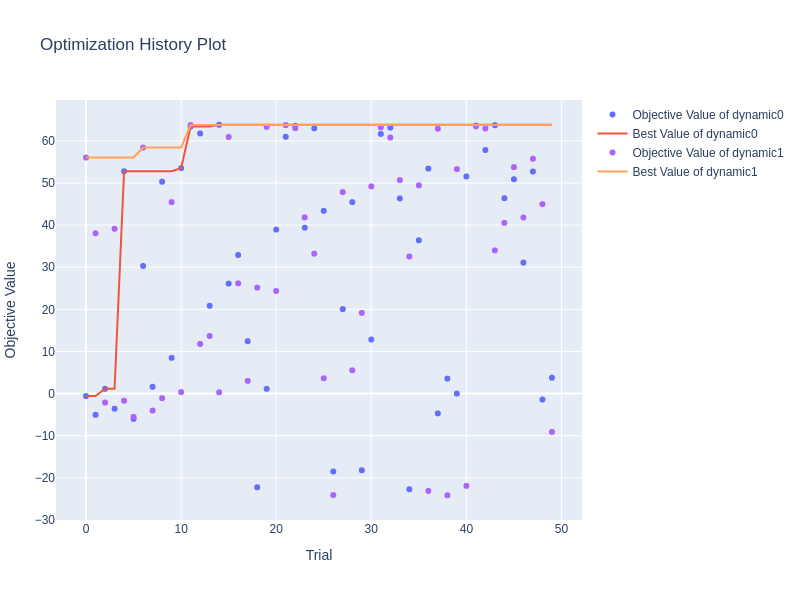 Optimization History Plot
Objective Value of dynamic0
Best Value of dynamic0
Objective Value of dynamic1
Best Value of dynamic1
60
50
40
30
20
10
0
−10
−20
−30
0 10 20 30 40 50
Trial
Objective Value